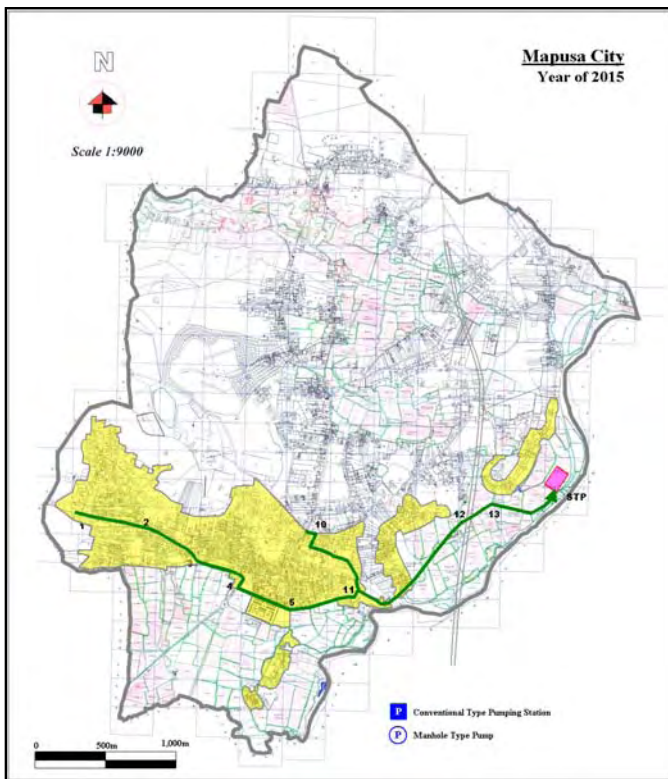 Mapusa City
Year of 2015
N
Scale 1:9000
10
1
2
3
4
5
11
12
13
STP
P Conventional Type Pumping Station
P Manhole Type Pump
0 500m 1,000m